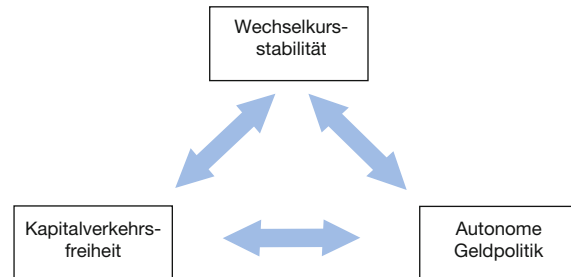 Wechselkurs-
stabilität
Kapitalverkehrs-
freiheit
Autonome
Geldpolitik